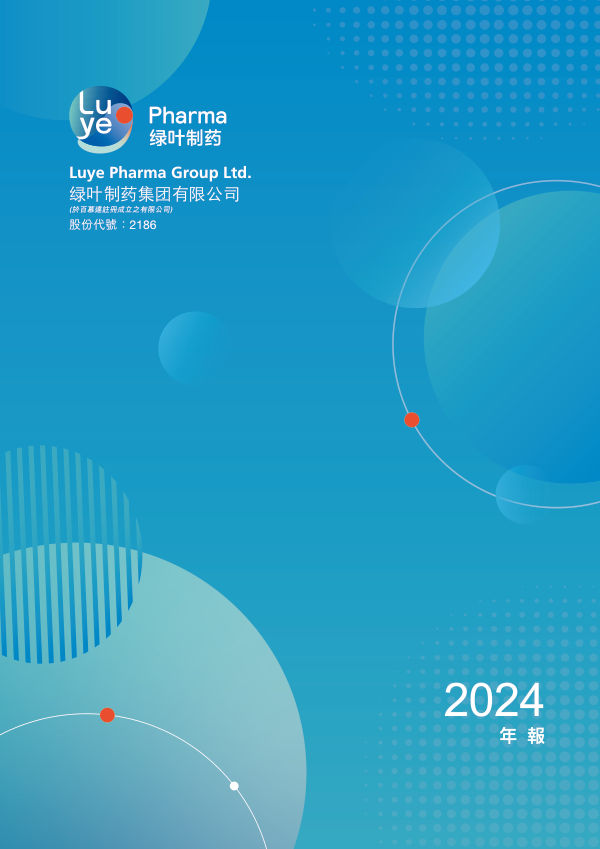 Lu
ye
Pharma
绿叶制药
Luye Pharma Group Ltd.
绿叶制药集团有限公司
(於百慕達註冊成立之有限公司)
股份代號：2186
2024
年 報